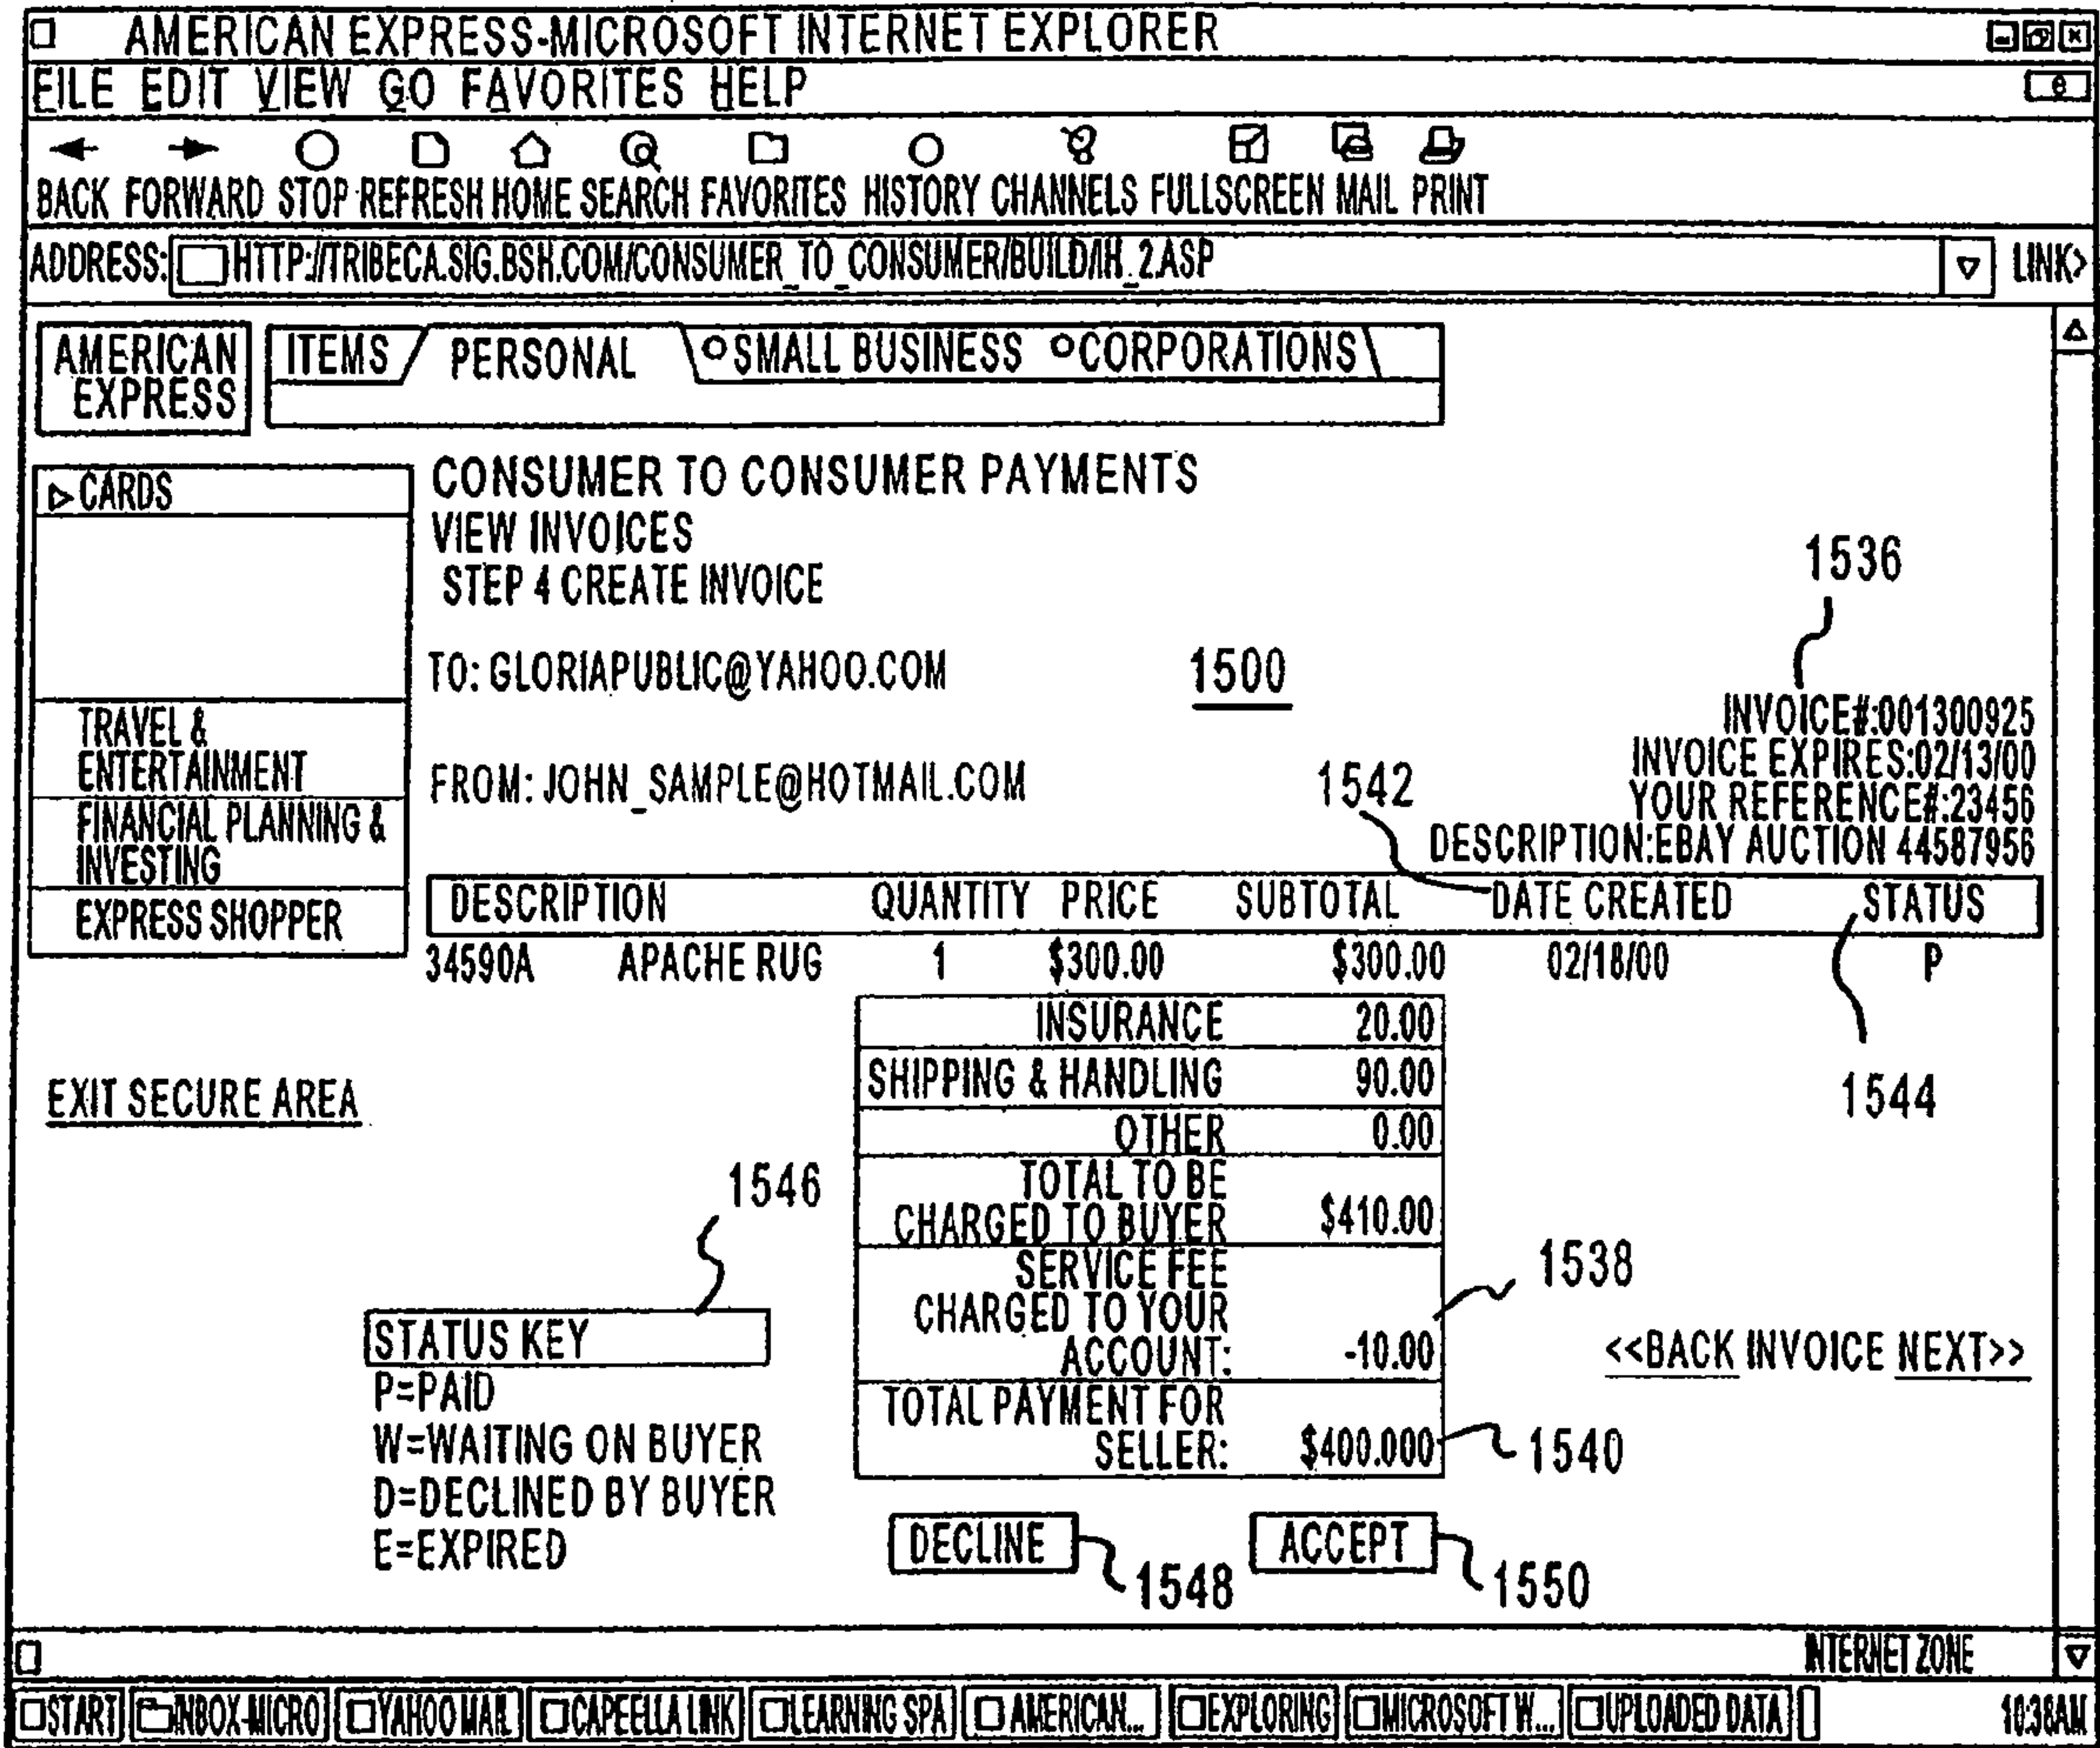 AMERICAN EXPRESS-MICROSOFT INTERNET EXPLORER
FILE EDIT VIEW GO FAVORITES HELP
e
BACK FORWARD STOP REFRESH HOME SEARCH FAVORITES HISTORY CHANNELS FULLSCREEN MAIL PRINT
ADDRESS: HTTP://TRIBECA.SIG.BSH.COM/CONSUMER_TO_CONSUMER/BUILD/IH_2.ASP LINK>
AMERICAN EXPRESS
ITEMS PERSONAL SMALL BUSINESS CORPORATIONS
CARDS
TRAVEL &
ENTERTAINMENT
FINANCIAL PLANNING &
INVESTING
EXPRESS SHOPPER
EXIT SECURE AREA
CONSUMER TO CONSUMER PAYMENTS
VIEW INVOICES
STEP 4 CREATE INVOICE
1536
TO: GLORIAPUBLIC@YAHOO.COM
1500
FROM: JOHN_SAMPLE@HOTMAIL.COM
1542
INVOICE#:001300925
INVOICE EXPIRES:02/13/00
YOUR REFERENCE#:23456
DESCRIPTION:EBAY AUCTION 44587956
DESCRIPTION QUANTITY PRICE SUBTOTAL DATE CREATED STATUS
34590A APACHE RUG 1 $300.00 $300.00 02/18/00 P
INSURANCE 20.00
SHIPPING & HANDLING 90.00
1544
OTHER 0.00
TOTAL TO BE
CHARGED TO BUYER $410.00
SERVICE FEE
CHARGED TO YOUR
ACCOUNT: -10.00
1538
TOTAL PAYMENT FOR
SELLER: $400.000
1540
<<BACK INVOICE NEXT>>
1546
STATUS KEY
P=PAID
W=WAITING ON BUYER
D=DECLINED BY BUYER
E=EXPIRED
DECLINE 1548 ACCEPT 1550
INTERNET ZONE
START INBOX-MICRO YAHOO MAIL CAPEELLA LINK LEARNING SPA AMERICAN... EXPLORING MICROSOFT W... UPLOADED DATA 10:38AM